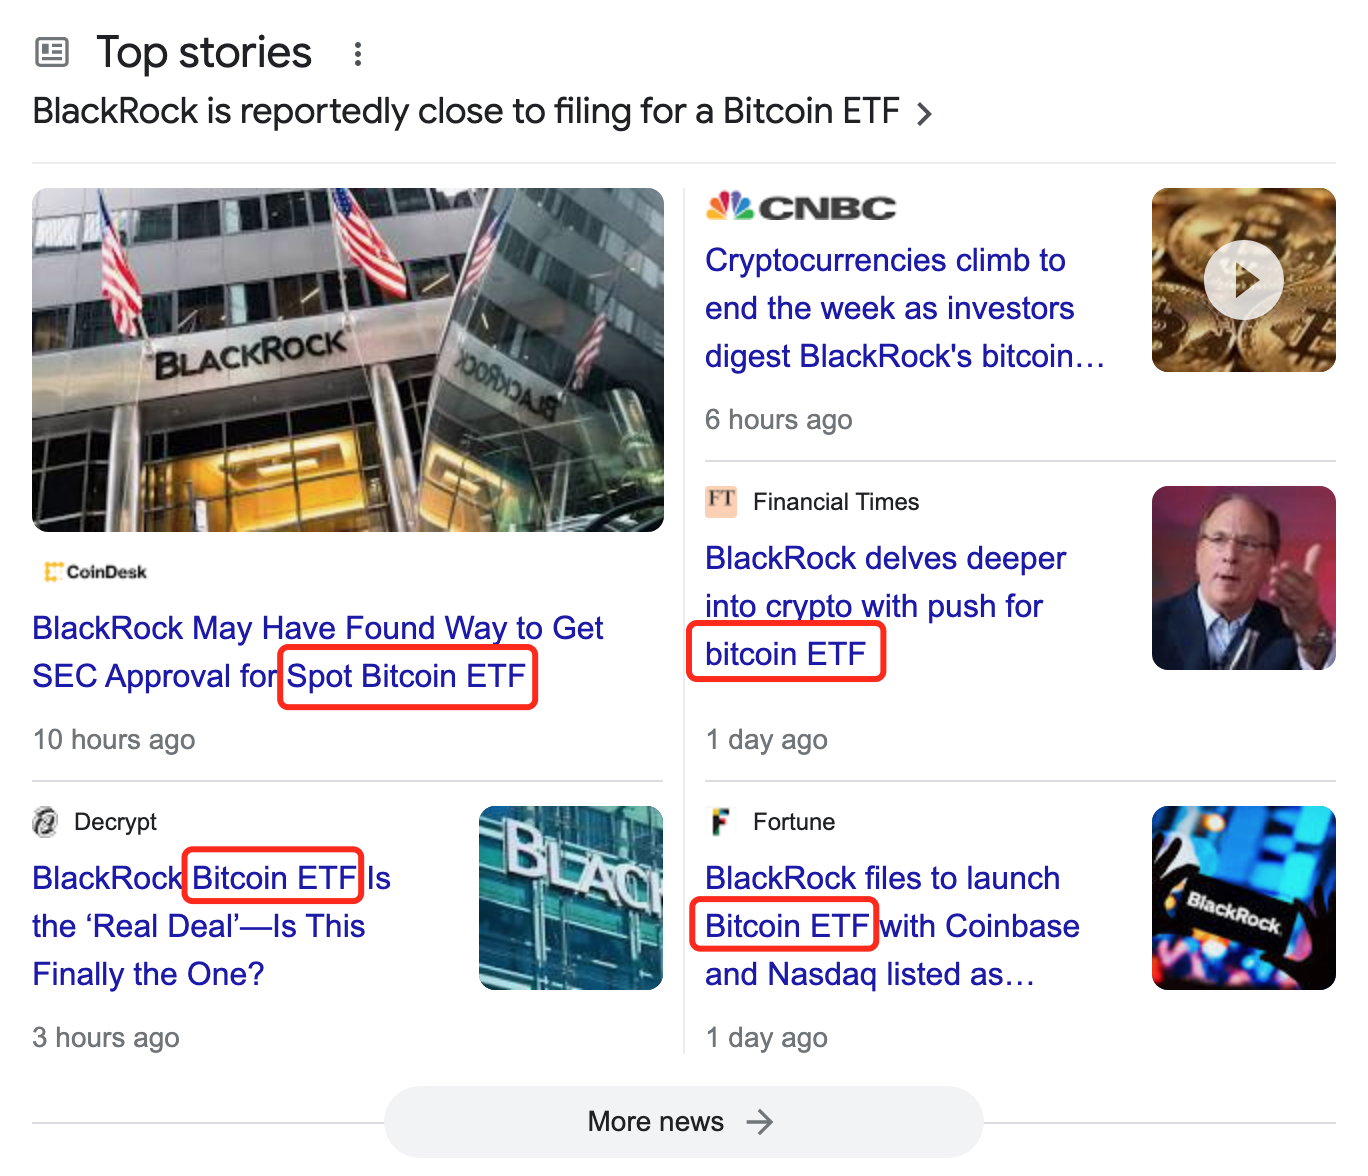 Top stories
BlackRock is reportedly close to filing for a Bitcoin ETF
BLACKROCK
BLACKROCK
CoinDesk
BlackRock May Have Found Way to Get
SEC Approval for Spot Bitcoin ETF
10 hours ago
Decrypt
BlackRock Bitcoin ETF Is
the ‘Real Deal’—Is This
Finally the One?
BLACK
3 hours ago
CNBC
Cryptocurrencies climb to
end the week as investors
digest BlackRock's bitcoin…
6 hours ago
FT Financial Times
BlackRock delves deeper
into crypto with push for
bitcoin ETF
1 day ago
F Fortune
BlackRock files to launch
Bitcoin ETF with Coinbase
and Nasdaq listed as…
BlackRock.
1 day ago
More news